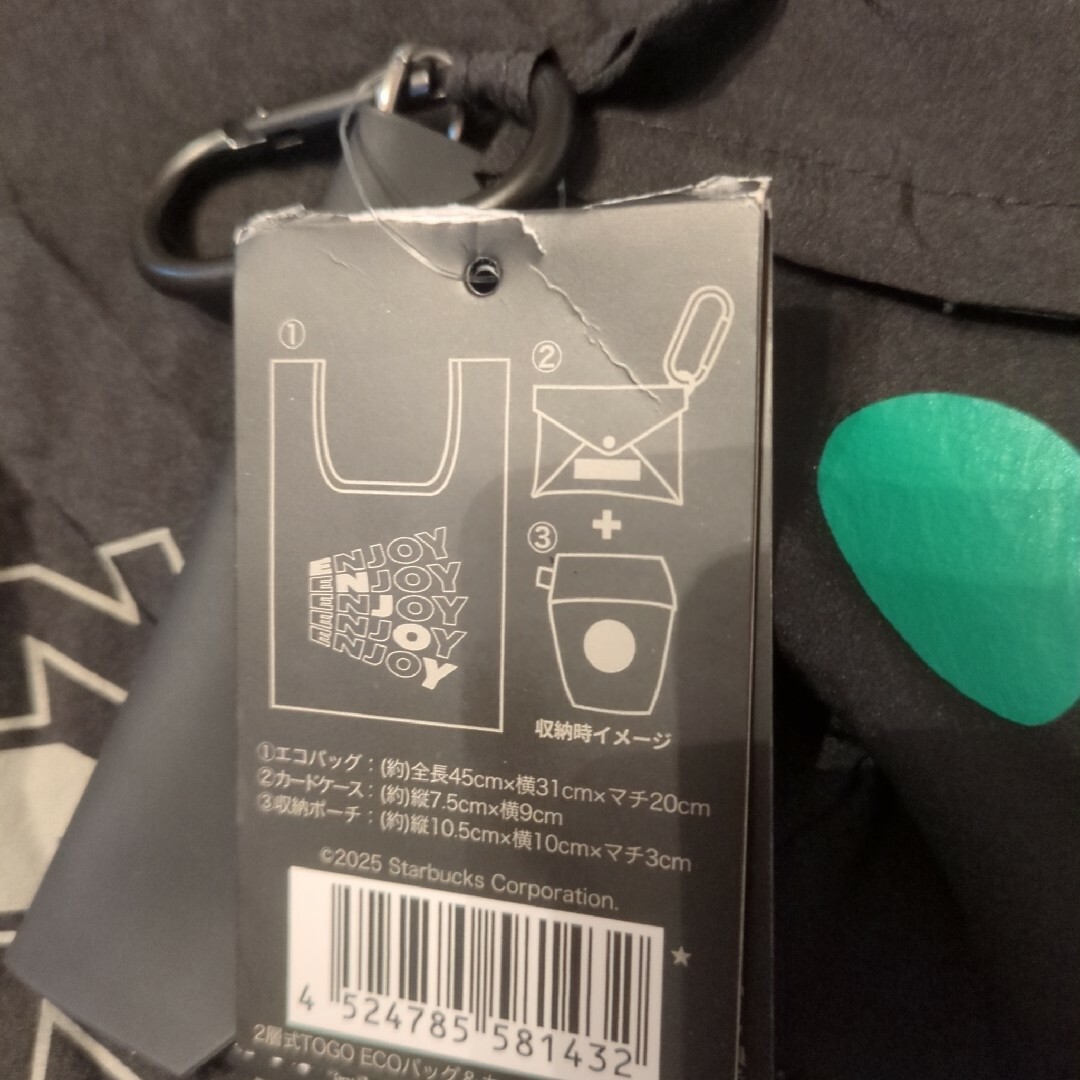 ①
②
ENJOY
ENJOY
ENJOY
ENJOY
ENJOY
③
収納時イメージ
①エコバッグ：(約)全長45cm×横31cm×マチ20cm
②カードケース：(約)縦7.5cm×横9cm
③収納ポーチ：(約)縦10.5cm×横10cm×マチ3cm
©2025 Starbucks Corporation.
4 524785 581432
2層式TOGO ECOバッグ&